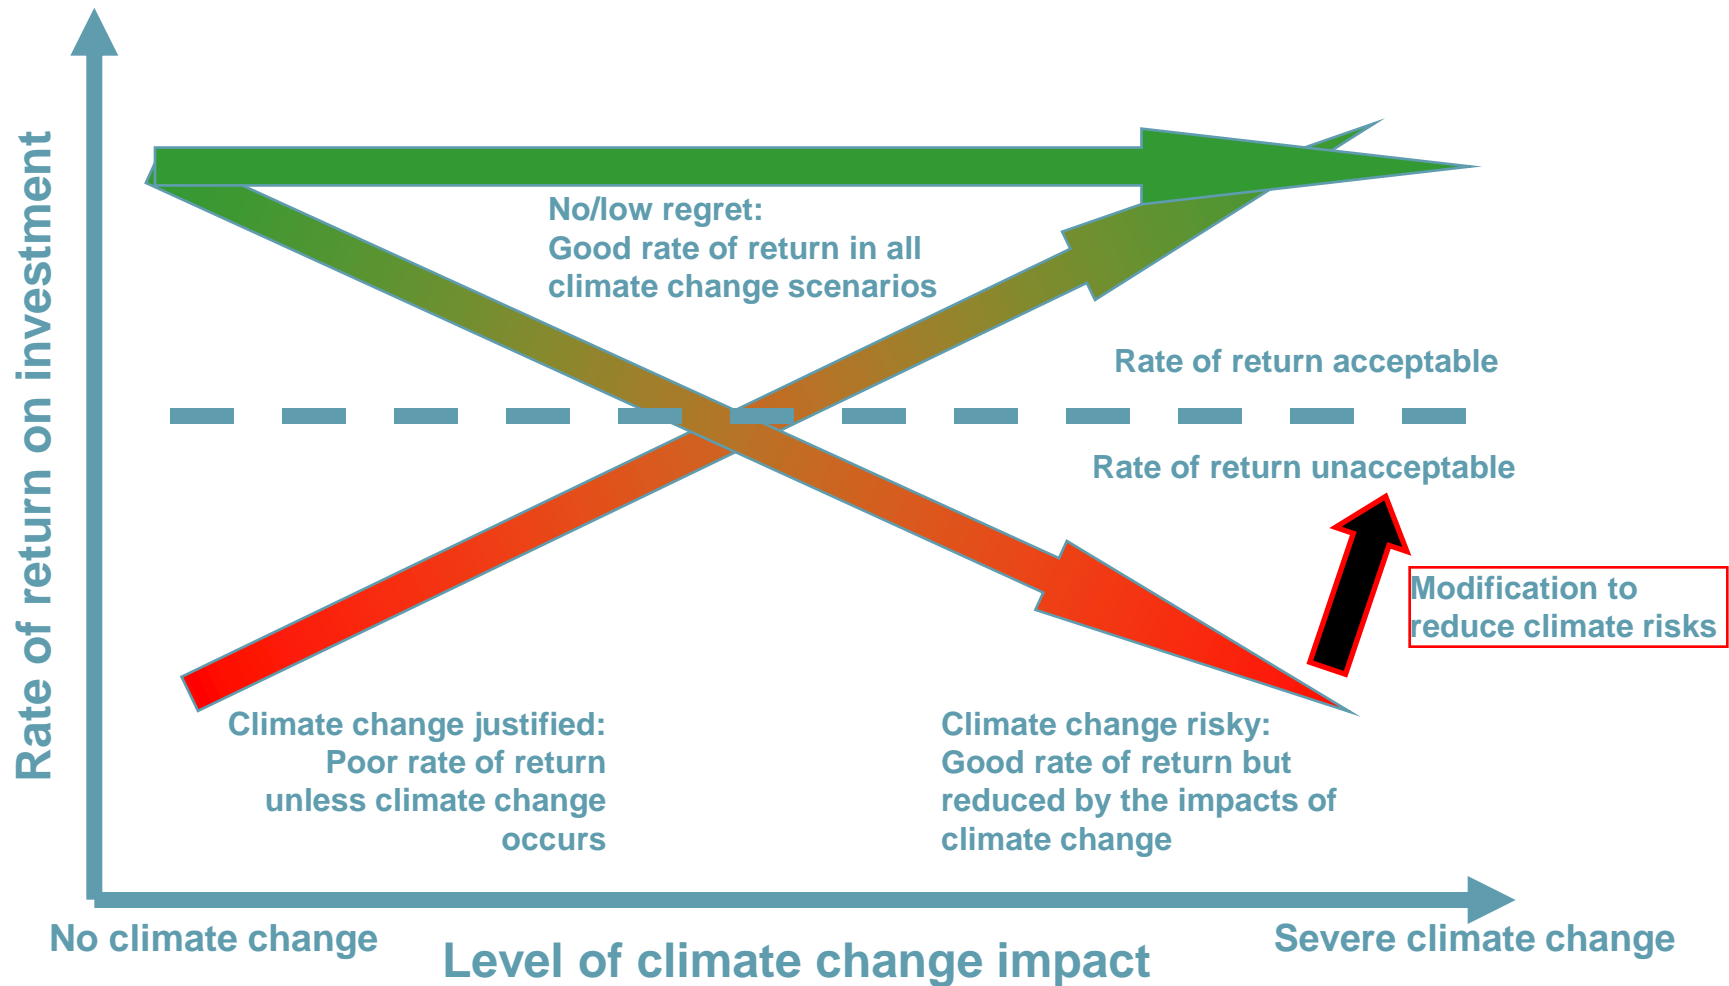 Rate of return on investment
No/low regret:
Good rate of return in all
climate change scenarios
Rate of return acceptable
Rate of return unacceptable
Modification to
reduce climate risks
Climate change justified:
Poor rate of return
unless climate change
occurs
Climate change risky:
Good rate of return but
reduced by the impacts of
climate change
No climate change
Level of climate change impact
Severe climate change